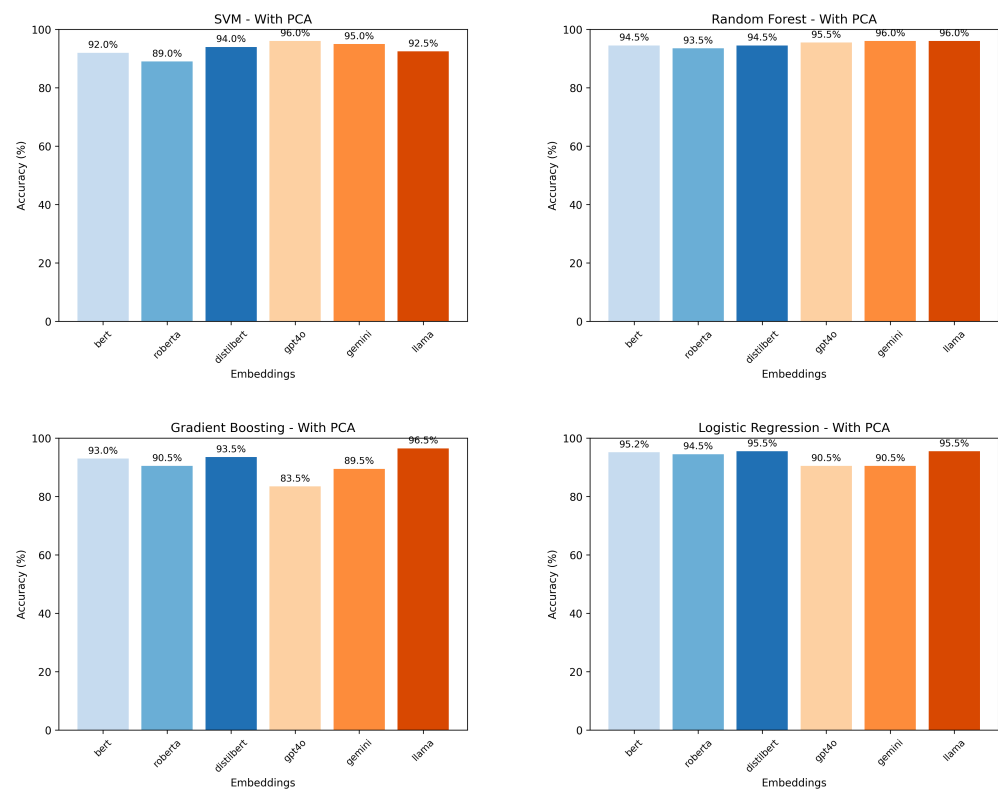 SVM - With PCA
100
80
60
40
20
0
Accuracy (%)
92.0%
89.0%
94.0%
96.0%
95.0%
92.5%
bert
roberta
distilbert
gpt4o
gemini
llama
Embeddings
Random Forest - With PCA
100
80
60
40
20
0
Accuracy (%)
94.5%
93.5%
94.5%
95.5%
96.0%
96.0%
bert
roberta
distilbert
gpt4o
gemini
llama
Embeddings
Gradient Boosting - With PCA
100
80
60
40
20
0
Accuracy (%)
93.0%
90.5%
93.5%
83.5%
89.5%
96.5%
bert
roberta
distilbert
gpt4o
gemini
llama
Embeddings
Logistic Regression - With PCA
100
80
60
40
20
0
Accuracy (%)
95.2%
94.5%
95.5%
90.5%
90.5%
95.5%
bert
roberta
distilbert
gpt4o
gemini
llama
Embeddings